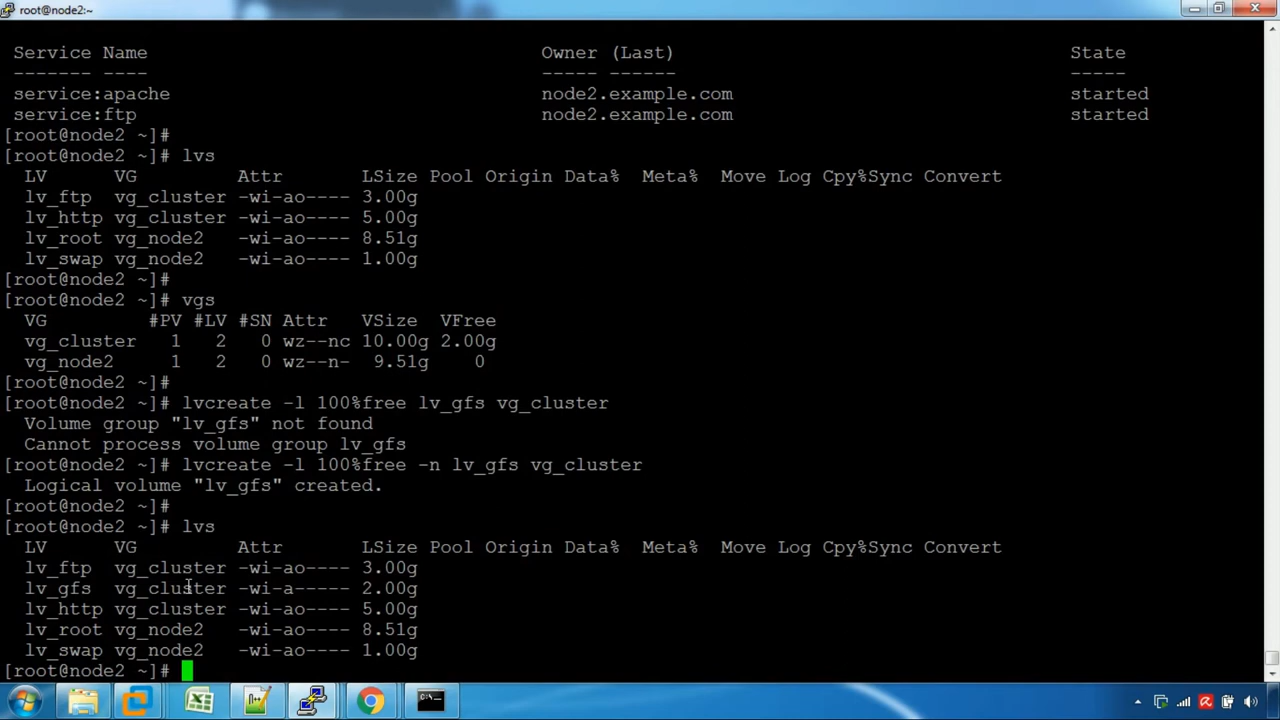 root@node2:~
Service Name Owner (Last) State
------- ---- ----- ------ -----
service:apache node2.example.com started
service:ftp node2.example.com started
[root@node2 ~]#
[root@node2 ~]# lvs
LV VG Attr LSize Pool Origin Data% Meta% Move Log Cpy%Sync Convert
lv_ftp vg_cluster -wi-ao---- 3.00g
lv_http vg_cluster -wi-ao---- 5.00g
lv_root vg_node2 -wi-ao---- 8.51g
lv_swap vg_node2 -wi-ao---- 1.00g
[root@node2 ~]#
[root@node2 ~]# vgs
VG #PV #LV #SN Attr VSize VFree
vg_cluster 1 2 0 wz--nc 10.00g 2.00g
vg_node2 1 2 0 wz--n- 9.51g 0
[root@node2 ~]#
[root@node2 ~]# lvcreate -l 100%free lv_gfs vg_cluster
Volume group "lv_gfs" not found
Cannot process volume group lv_gfs
[root@node2 ~]# lvcreate -l 100%free -n lv_gfs vg_cluster
Logical volume "lv_gfs" created.
[root@node2 ~]#
[root@node2 ~]# lvs
LV VG Attr LSize Pool Origin Data% Meta% Move Log Cpy%Sync Convert
lv_ftp vg_cluster -wi-ao---- 3.00g
lv_gfs vg_cluster -wi-a----- 2.00g
lv_http vg_cluster -wi-ao---- 5.00g
lv_root vg_node2 -wi-ao---- 8.51g
lv_swap vg_node2 -wi-ao---- 1.00g
[root@node2 ~]#